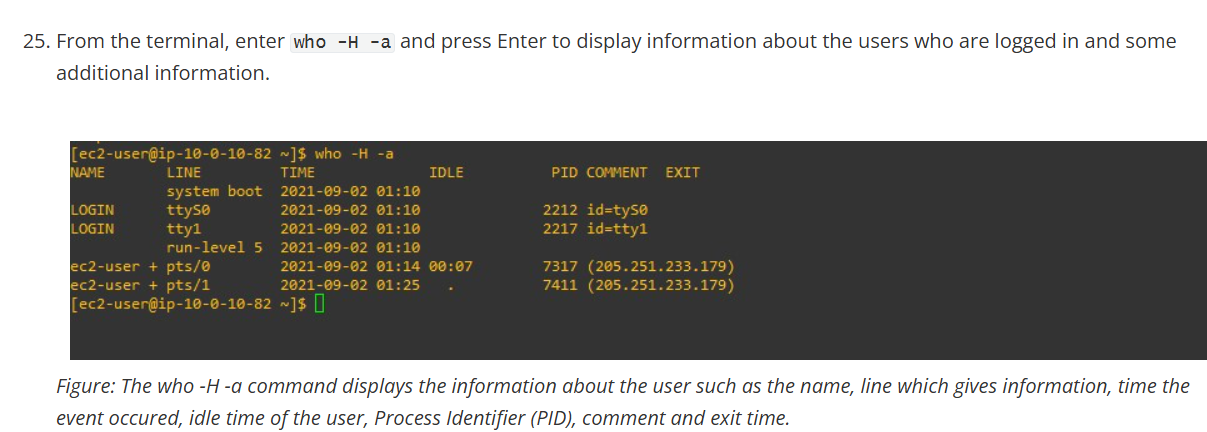 25. From the terminal, enter who -H -a and press Enter to display information about the users who are logged in and some
additional information.
[ec2-user@ip-10-0-10-82 ~]$ who -H -a
NAME       LINE         TIME             IDLE          PID COMMENT  EXIT
           system boot  2021-09-02 01:10
LOGIN      ttyS0        2021-09-02 01:10              2212 id=tyS0
LOGIN      tty1         2021-09-02 01:10              2217 id=tty1
           run-level 5  2021-09-02 01:10
ec2-user + pts/0        2021-09-02 01:14 00:07        7317 (205.251.233.179)
ec2-user + pts/1        2021-09-02 01:25   .          7411 (205.251.233.179)
[ec2-user@ip-10-0-10-82 ~]$
Figure: The who -H -a command displays the information about the user such as the name, line which gives information, time the
event occured, idle time of the user, Process Identifier (PID), comment and exit time.